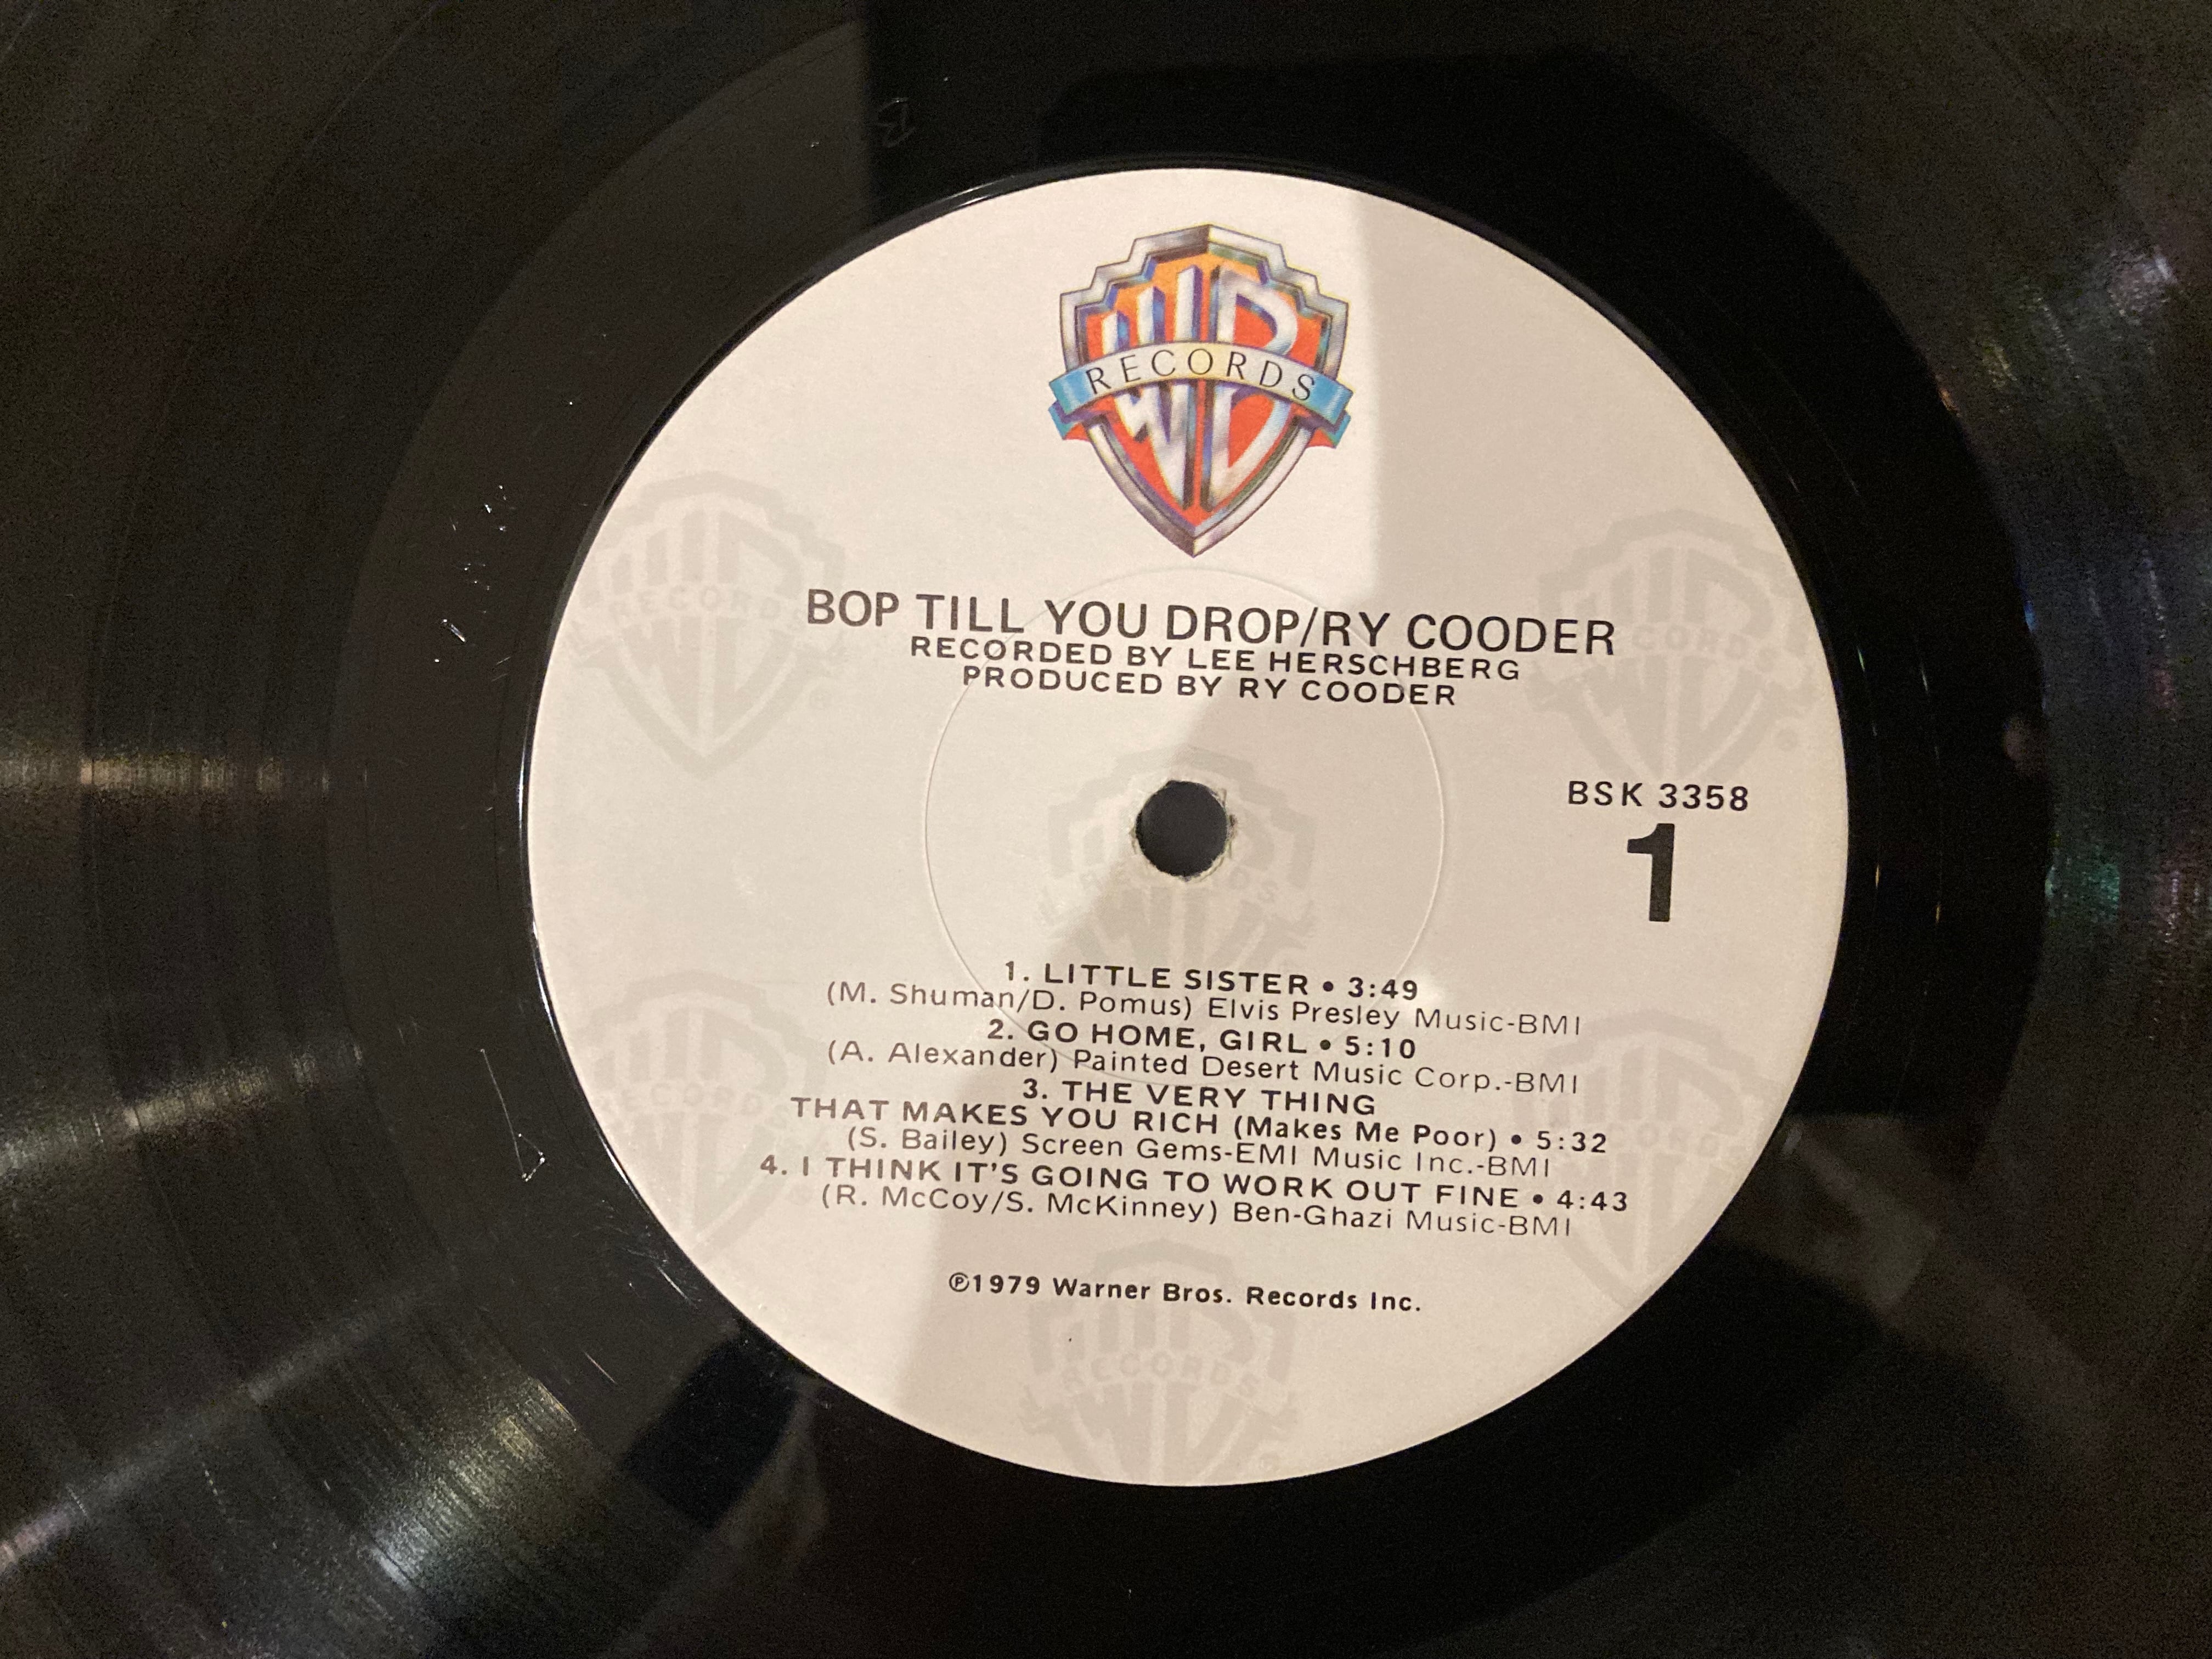 WB
RECORDS
BOP TILL YOU DROP/RY COODER
RECORDED BY LEE HERSCHBERG
PRODUCED BY RY COODER
BSK 3358
1
1. LITTLE SISTER • 3:49
(M. Shuman/D. Pomus) Elvis Presley Music-BMI
2. GO HOME, GIRL • 5:10
(A. Alexander) Painted Desert Music Corp.-BMI
3. THE VERY THING
THAT MAKES YOU RICH (Makes Me Poor) • 5:32
(S. Bailey) Screen Gems-EMI Music Inc.-BMI
4. I THINK IT'S GOING TO WORK OUT FINE • 4:43
(R. McCoy/S. McKinney) Ben-Ghazi Music-BMI
℗1979 Warner Bros. Records Inc.